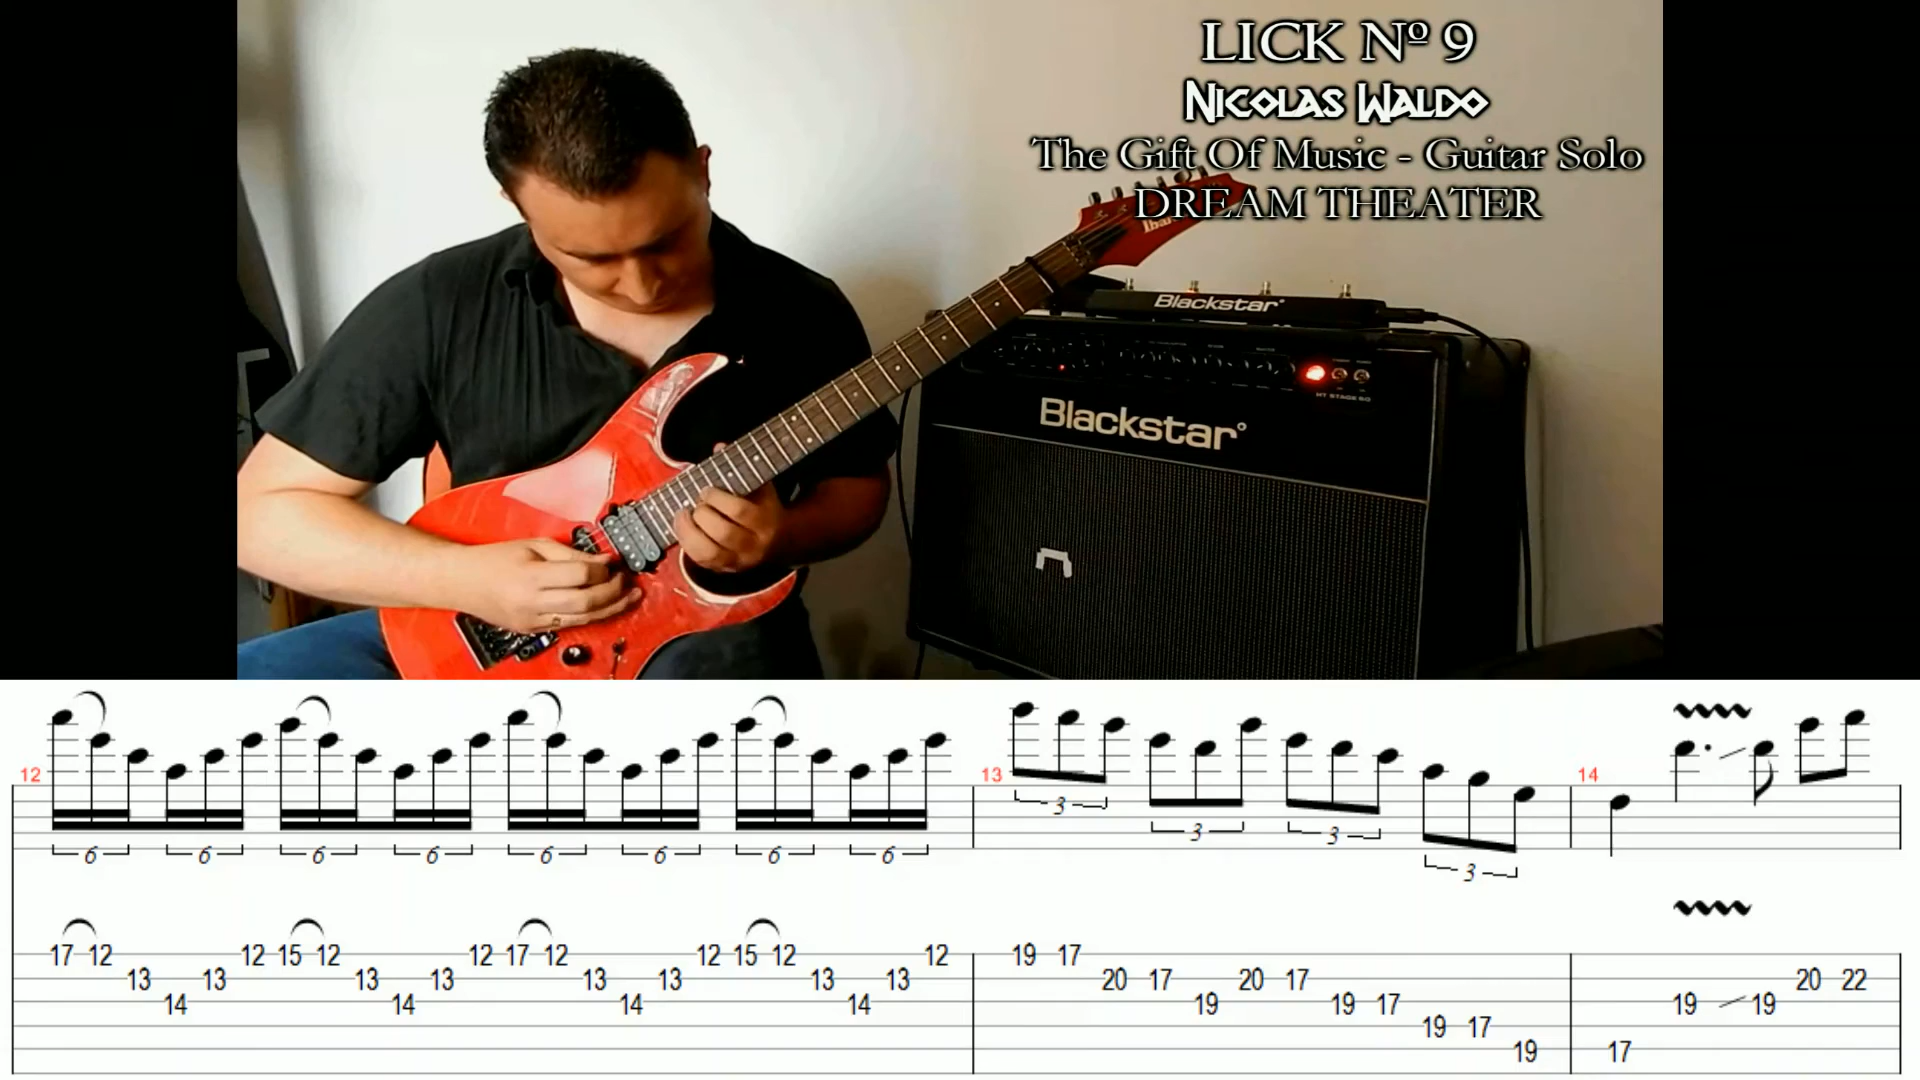 LICK Nº 9
NICOLAS WALDO
The Gift Of Music - Guitar Solo
DREAM THEATER
Blackstar
HT STAGE 60
Blackstar
12
13
14
6 6 6 6 6 6 6 6
3 3 3 3
17 12 12 15 12 12 17 12 12 15 12 12 19 17
13 13 13 13 13 13 13 13 20 17 20 17 20 22
14 14 14 14 19 19 17 19 19
19 17
19 17